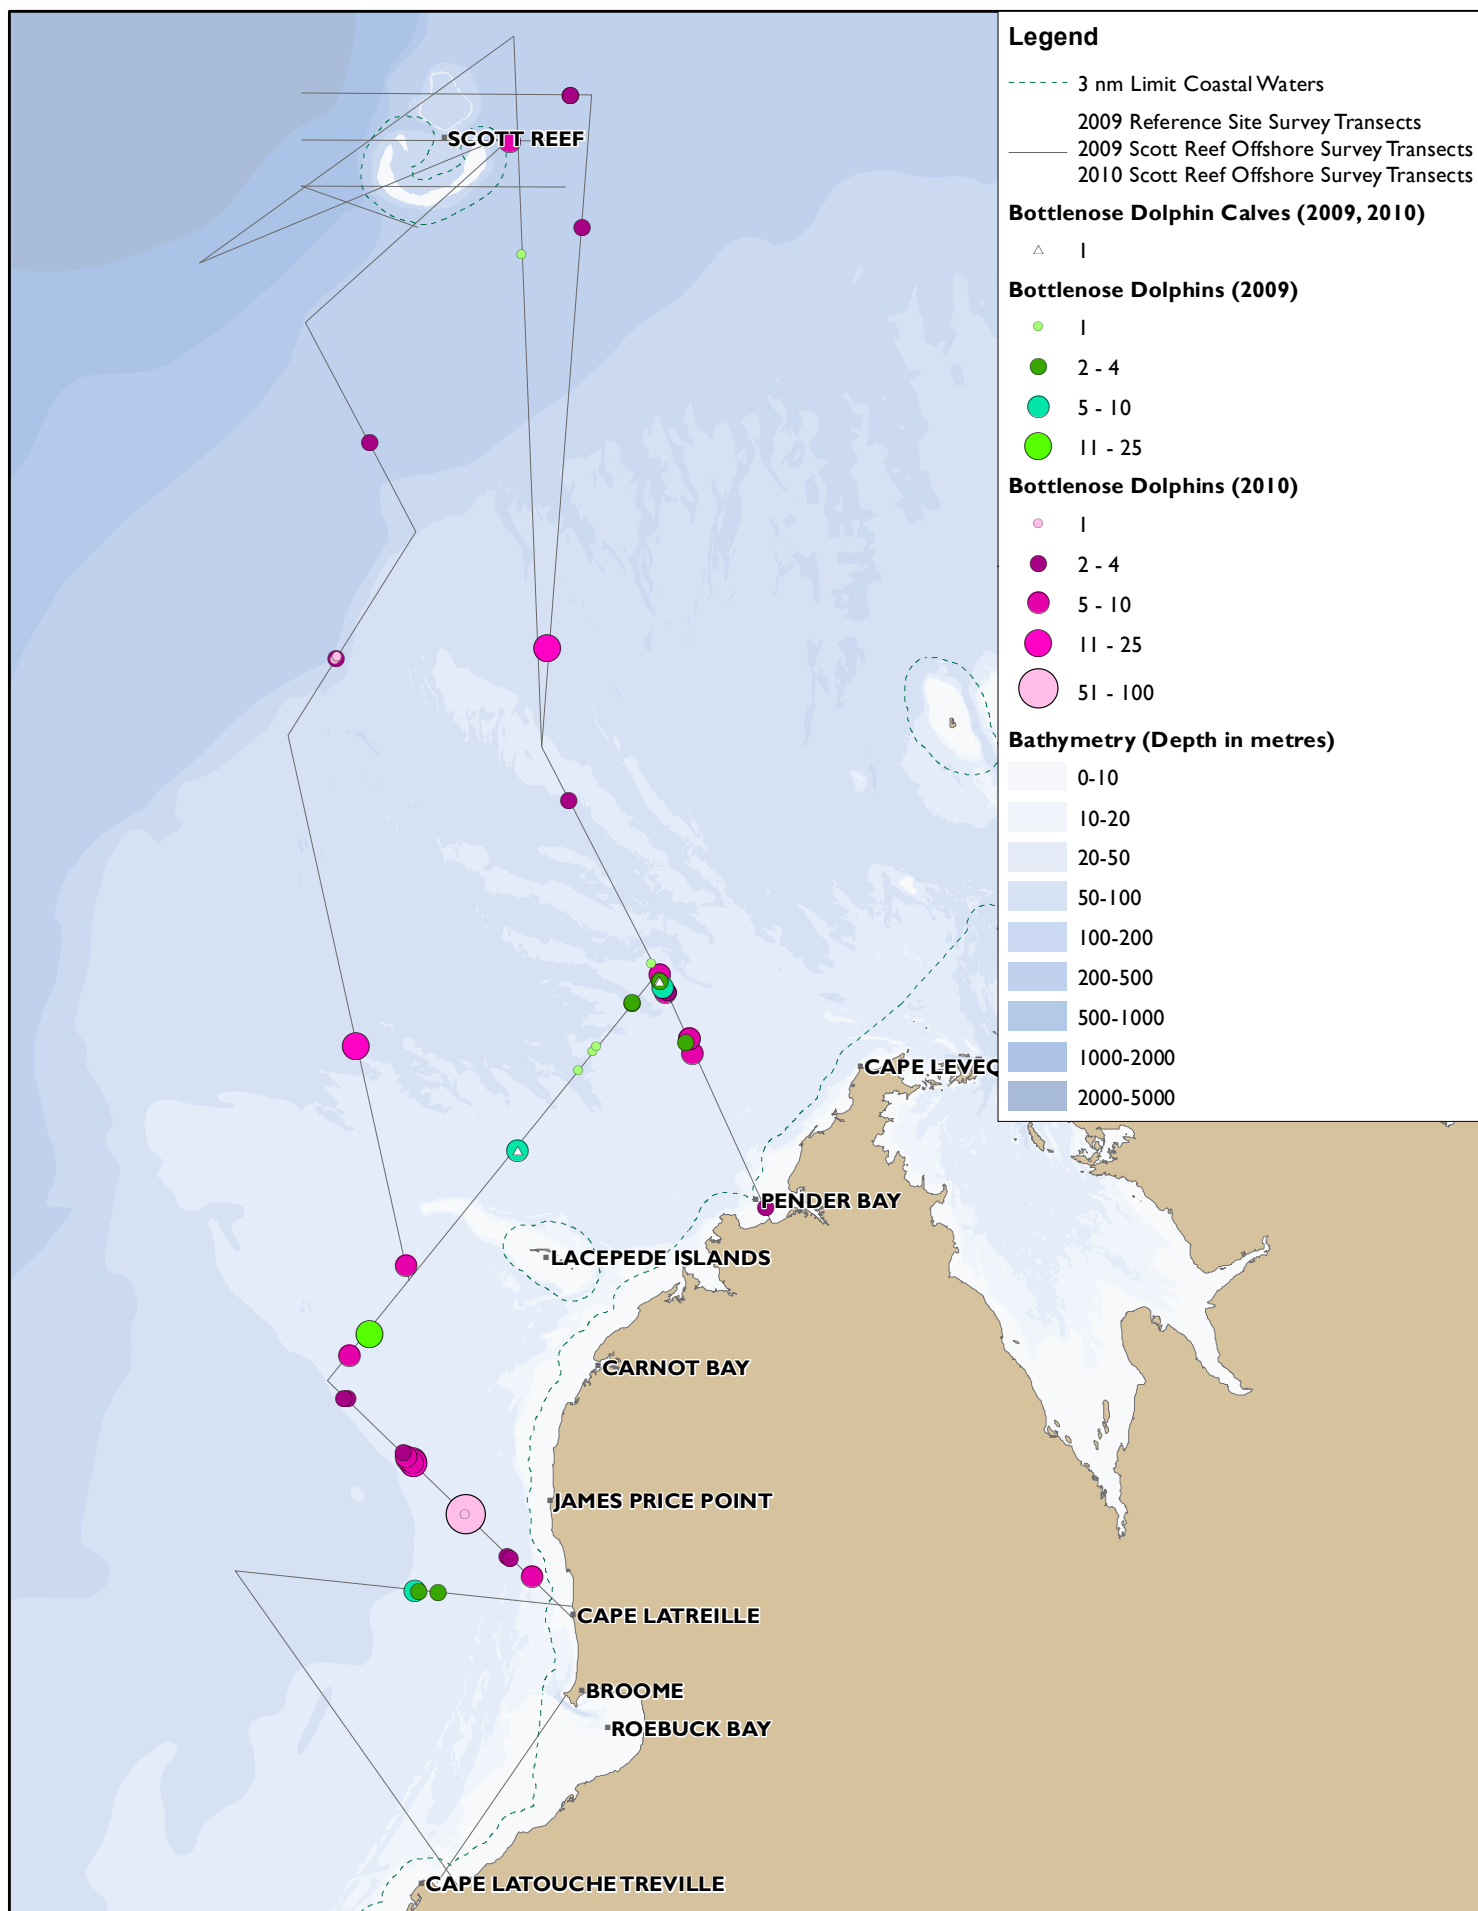 Legend
3 nm Limit Coastal Waters
2009 Reference Site Survey Transects
2009 Scott Reef Offshore Survey Transects
2010 Scott Reef Offshore Survey Transects
Bottlenose Dolphin Calves (2009, 2010)
1
Bottlenose Dolphins (2009)
1
2 - 4
5 - 10
11 - 25
Bottlenose Dolphins (2010)
1
2 - 4
5 - 10
11 - 25
51 - 100
Bathymetry (Depth in metres)
0-10
10-20
20-50
50-100
100-200
200-500
500-1000
1000-2000
2000-5000
SCOTT REEF
CAPE LEVEQ
PENDER BAY
LACEPEDE ISLANDS
CARNOT BAY
JAMES PRICE POINT
CAPE LATREILLE
BROOME
ROEBUCK BAY
CAPE LATOUCHE TREVILLE